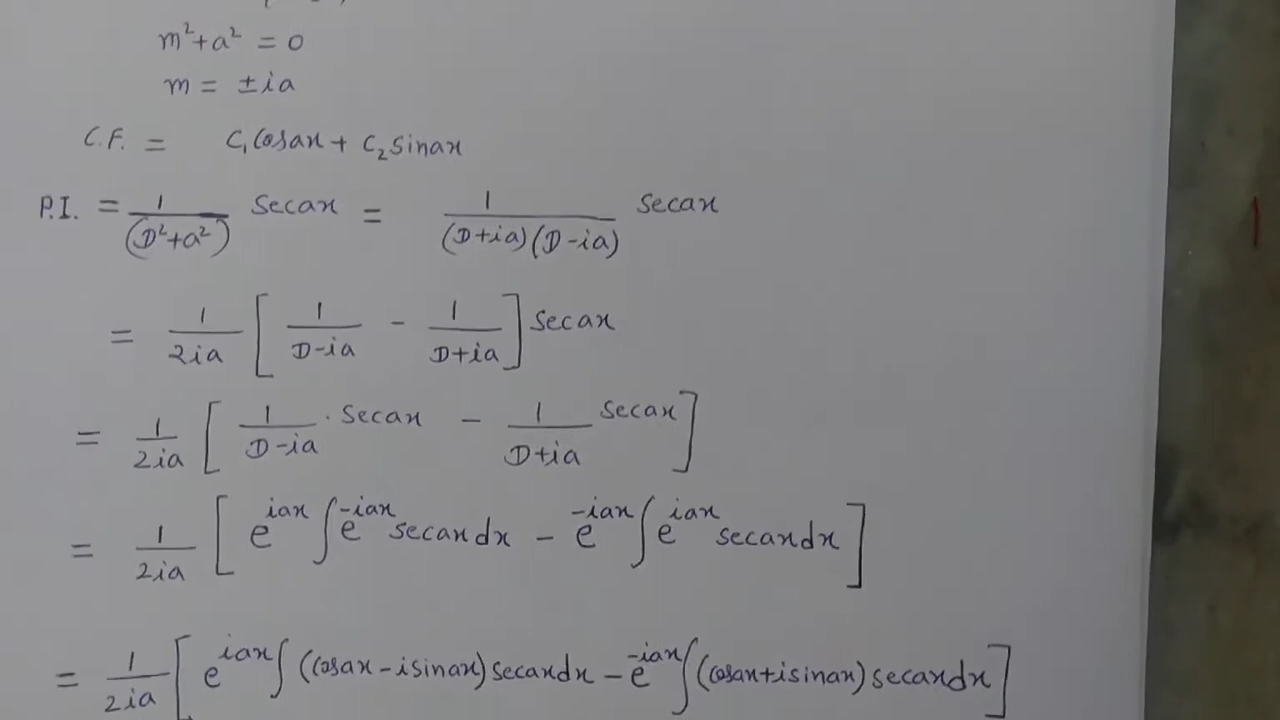 m²+a² = 0
m = ±ia
C.F. = C₁Cosax + C₂Sinax
P.I. = 1/(D²+a²) Secax = 1/((D+ia)(D-ia)) Secax
= 1/2ia [ 1/D-ia - 1/D+ia ] Secax
= 1/2ia [ 1/D-ia · Secax - 1/D+ia Secax ]
= 1/2ia [ e^iax ∫ e^-iax secax dx - e^-iax ∫ e^iax secax dx ]
= 1/2ia [ e^iax ∫ (Cosax - isinax) secax dx - e^-iax ∫ (Cosax + isinax) secax dx ]